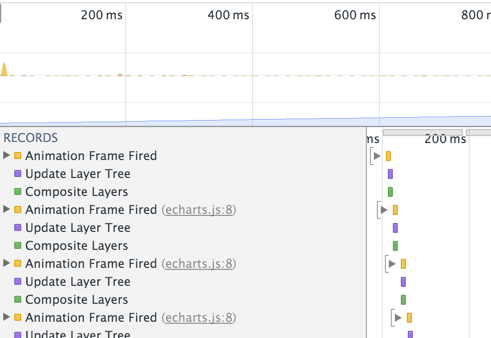 200 ms
400 ms
600 ms
800 m
RECORDS
ms
200 ms
Animation Frame Fired
Update Layer Tree
Composite Layers
Animation Frame Fired (echarts.js:8)
Update Layer Tree
Composite Layers
Animation Frame Fired (echarts.js:8)
Update Layer Tree
Composite Layers
Animation Frame Fired (echarts.js:8)
Update Layer Tree